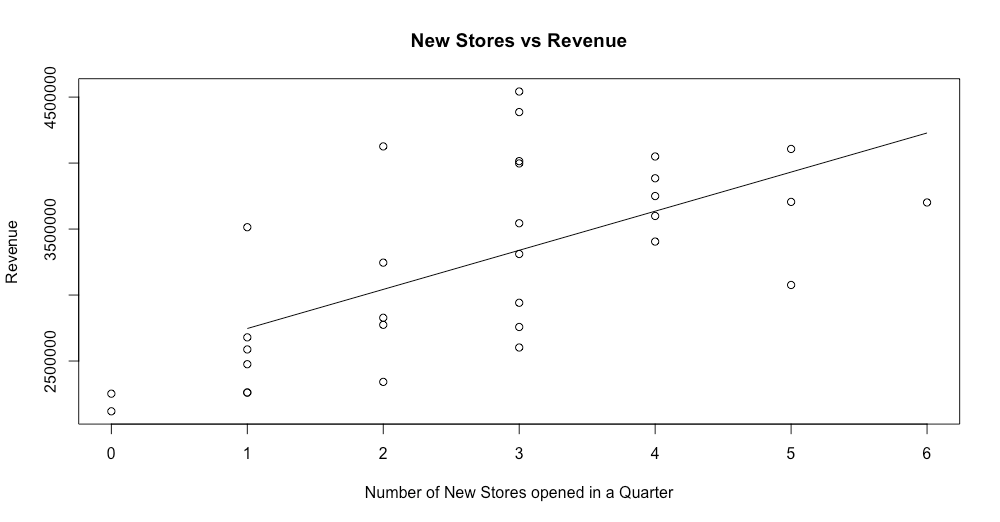 New Stores vs Revenue
4500000
3500000
2500000
Revenue
0 1 2 3 4 5 6
Number of New Stores opened in a Quarter